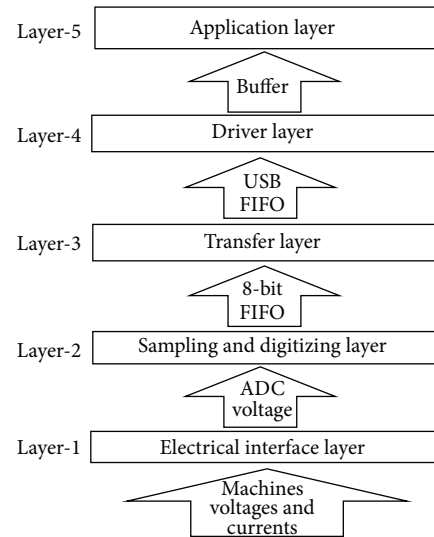 Layer-5 Application layer
Buffer
Layer-4 Driver layer
USB
FIFO
Layer-3 Transfer layer
8-bit
FIFO
Layer-2 Sampling and digitizing layer
ADC
voltage
Layer-1 Electrical interface layer
Machines
voltages and
currents